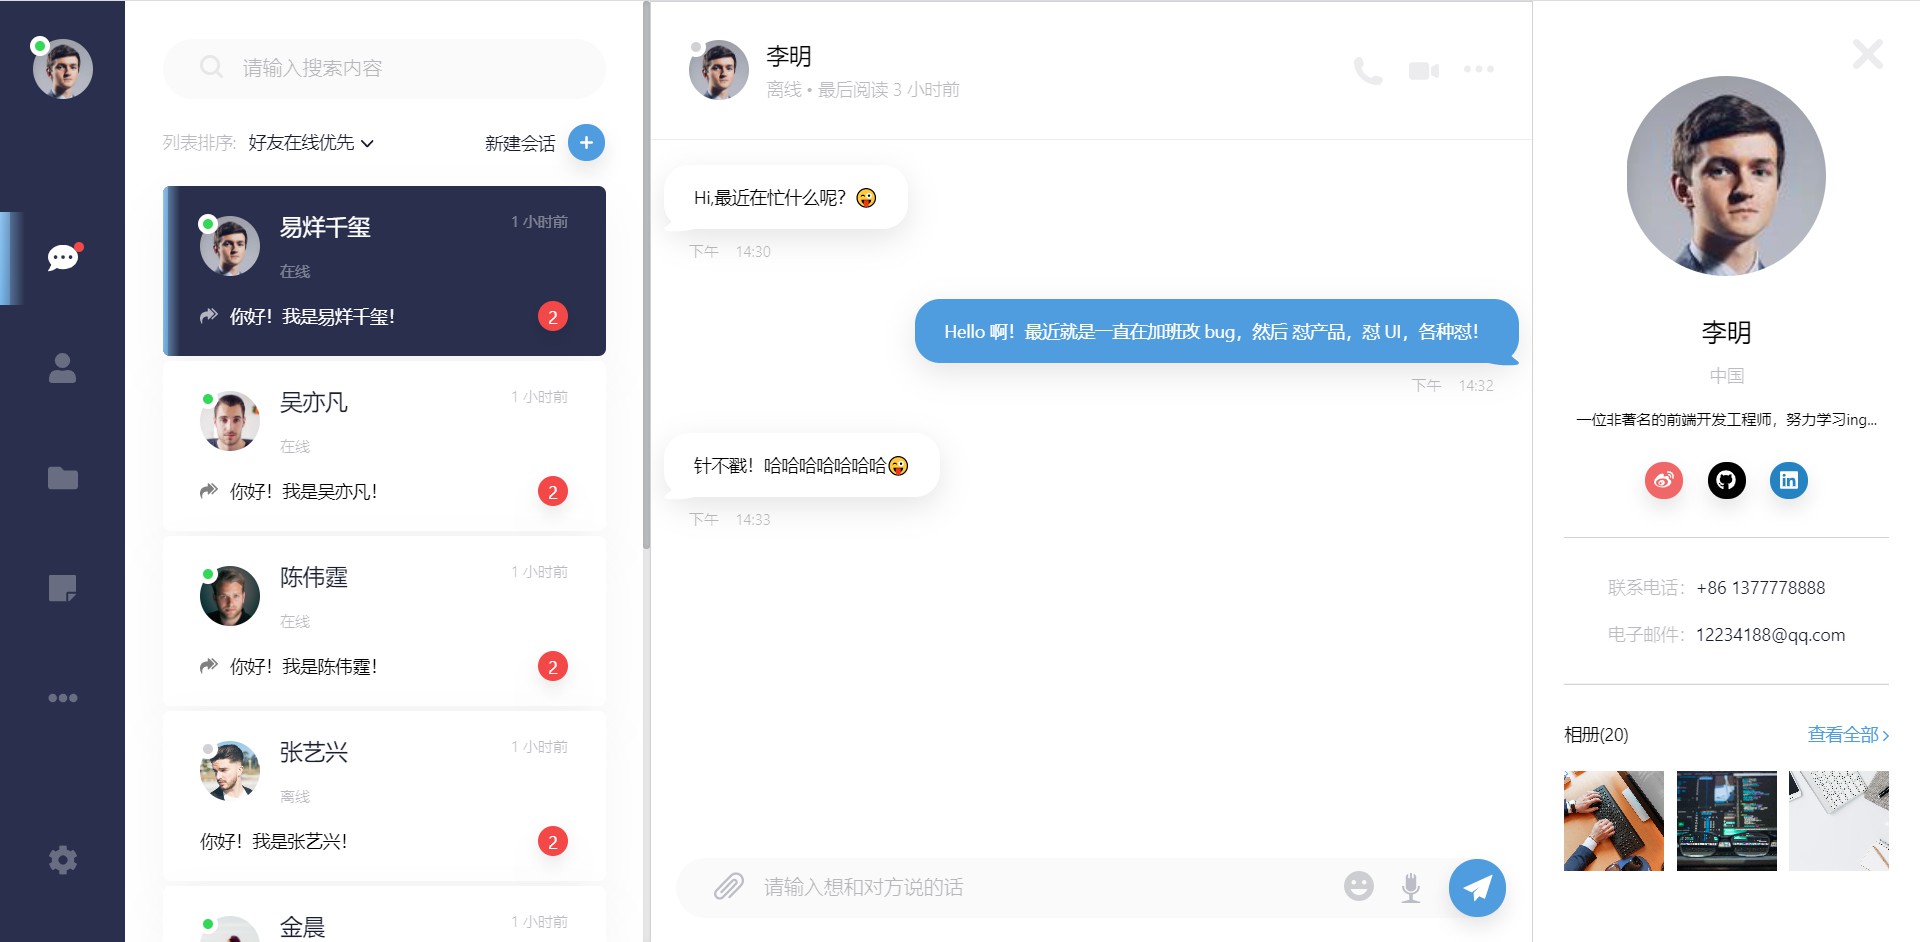 请输入搜索内容
列表排序: 好友在线优先
新建会话
易烊千玺
1 小时前
在线
你好！我是易烊千玺！
2
吴亦凡
1 小时前
在线
你好！我是吴亦凡！
2
陈伟霆
1 小时前
在线
你好！我是陈伟霆！
2
张艺兴
1 小时前
离线
你好！我是张艺兴！
2
金晨
1 小时前
李明
离线 • 最后阅读 3 小时前
Hi,最近在忙什么呢？😜
下午 14:30
Hello 啊！最近就是一直在加班改 bug，然后 怼产品，怼 UI，各种怼！
下午 14:32
针不戳！哈哈哈哈哈哈哈😜
下午 14:33
请输入想和对方说的话
李明
中国
一位非著名的前端开发工程师，努力学习ing...
in
联系电话：+86 1377778888
电子邮件：12234188@qq.com
相册(20)
查看全部